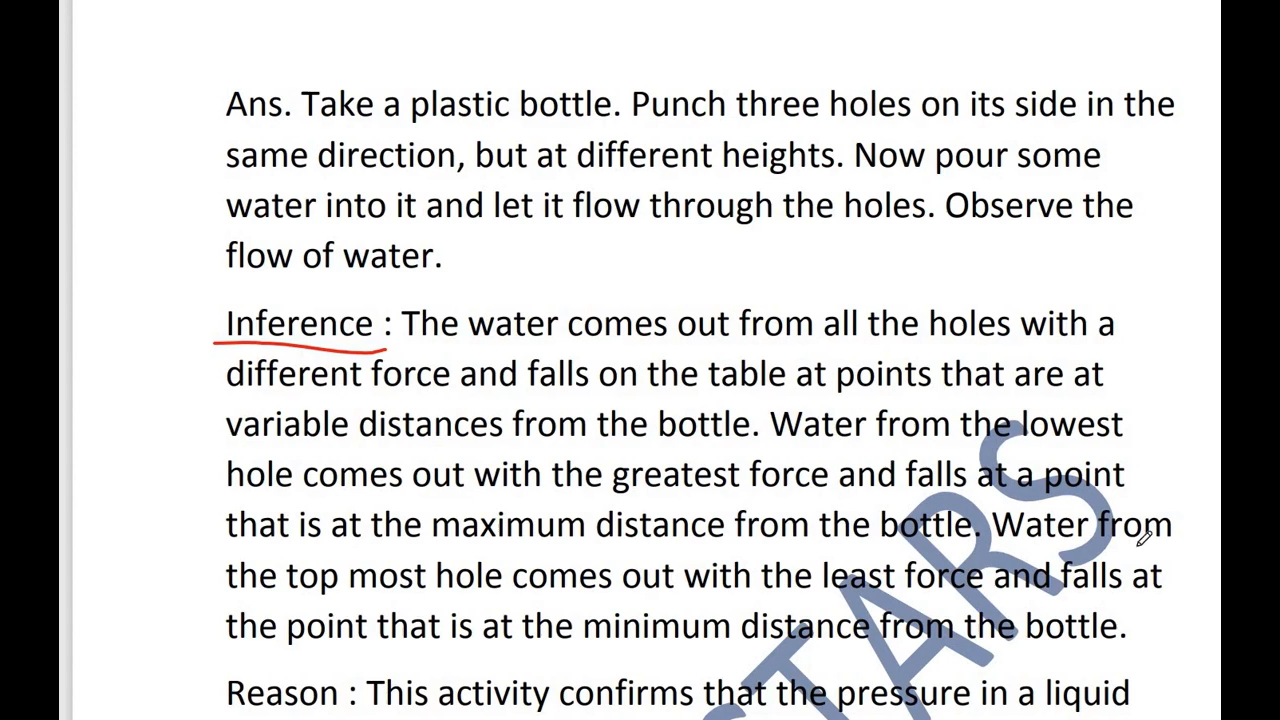 Ans. Take a plastic bottle. Punch three holes on its side in the
same direction, but at different heights. Now pour some
water into it and let it flow through the holes. Observe the
flow of water.
Inference : The water comes out from all the holes with a
different force and falls on the table at points that are at
variable distances from the bottle. Water from the lowest
hole comes out with the greatest force and falls at a point
that is at the maximum distance from the bottle. Water from
the top most hole comes out with the least force and falls at
the point that is at the minimum distance from the bottle.
Reason : This activity confirms that the pressure in a liquid
STARS